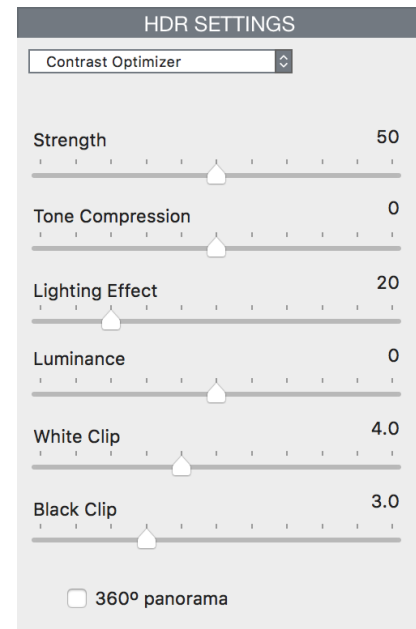 HDR SETTINGS
Contrast Optimizer
Strength 50
Tone Compression 0
Lighting Effect 20
Luminance 0
White Clip 4.0
Black Clip 3.0
360º panorama